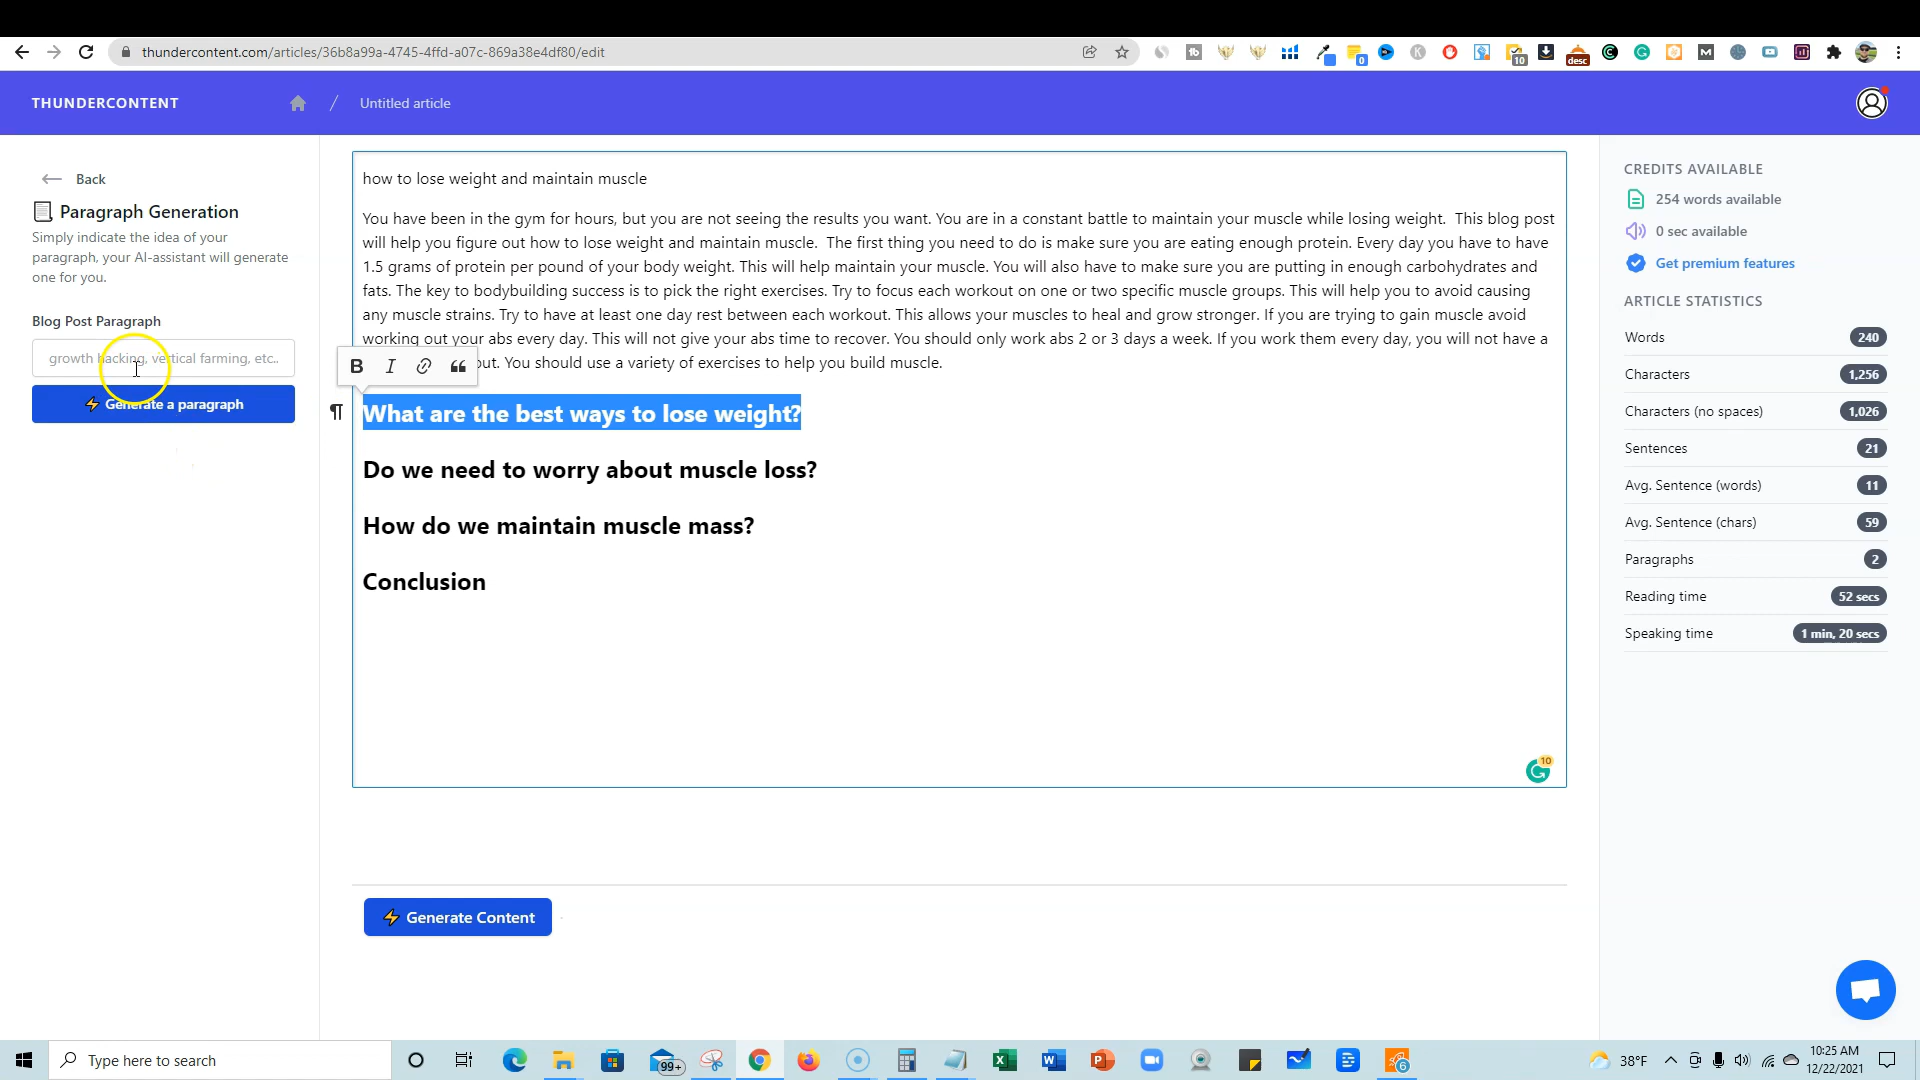 thundercontent.com/articles/36b8a99a-4745-4ffd-a07c-869a38e4df80/edit
THUNDERCONTENT
/
Untitled article
Back
Paragraph Generation
Simply indicate the idea of your
paragraph, your AI-assistant will generate
one for you.
Blog Post Paragraph
growth hacking, vertical farming, etc..
⚡ Generate a paragraph
how to lose weight and maintain muscle
You have been in the gym for hours, but you are not seeing the results you want. You are in a constant battle to maintain your muscle while losing weight. This blog post
will help you figure out how to lose weight and maintain muscle. The first thing you need to do is make sure you are eating enough protein. Every day you have to have
1.5 grams of protein per pound of your body weight. This will help maintain your muscle. You will also have to make sure you are putting in enough carbohydrates and
fats. The key to bodybuilding success is to pick the right exercises. Try to focus each workout on one or two specific muscle groups. This will help you to avoid causing
any muscle strains. Try to have at least one day rest between each workout. This allows your muscles to heal and grow stronger. If you are trying to gain muscle avoid
working out your abs every day. This will not give your abs time to recover. You should only work abs 2 or 3 days a week. If you work them every day, you will not have a
out. You should use a variety of exercises to help you build muscle.
B I
¶
What are the best ways to lose weight?
Do we need to worry about muscle loss?
How do we maintain muscle mass?
Conclusion
10
⚡ Generate Content
CREDITS AVAILABLE
254 words available
0 sec available
Get premium features
ARTICLE STATISTICS
Words 240
Characters 1,256
Characters (no spaces) 1,026
Sentences 21
Avg. Sentence (words) 11
Avg. Sentence (chars) 59
Paragraphs 2
Reading time 52 secs
Speaking time 1 min, 20 secs
Type here to search
99+
6
38°F
10:25 AM
12/22/2021